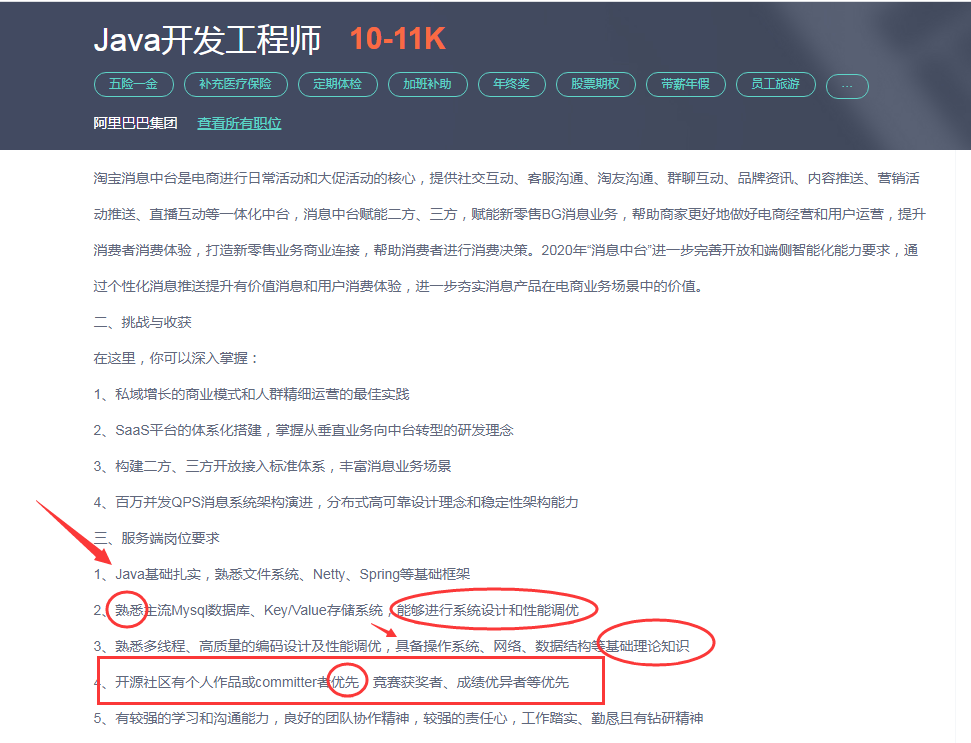 Java开发工程师 10-11K
五险一金 补充医疗保险 定期体检 加班补助 年终奖 股票期权 带薪年假 员工旅游 ...
阿里巴巴集团 查看所有职位
淘宝消息中台是电商进行日常活动和大促活动的核心，提供社交互动、客服沟通、淘友沟通、群聊互动、品牌资讯、内容推送、营销活
动推送、直播互动等一体化中台，消息中台赋能二方、三方，赋能新零售BG消息业务，帮助商家更好地做好电商经营和用户运营，提升
消费者消费体验，打造新零售业务商业连接，帮助消费者进行消费决策。2020年“消息中台”进一步完善开放和端侧智能化能力要求，通
过个性化消息推送提升有价值消息和用户消费体验，进一步夯实消息产品在电商业务场景中的价值。
二、挑战与收获
在这里，你可以深入掌握：
1、私域增长的商业模式和人群精细运营的最佳实践
2、SaaS平台的体系化搭建，掌握从垂直业务向中台转型的研发理念
3、构建二方、三方开放接入标准体系，丰富消息业务场景
4、百万并发QPS消息系统架构演进，分布式高可靠设计理念和稳定性架构能力
三、服务端岗位要求
1、Java基础扎实，熟悉文件系统、Netty、Spring等基础框架
2、熟悉主流Mysql数据库、Key/Value存储系统，能够进行系统设计和性能调优
3、熟悉多线程、高质量的编码设计及性能调优，具备操作系统、网络、数据结构等基础理论知识
4、开源社区有个人作品或committer者优先，竞赛获奖者、成绩优异者等优先
5、有较强的学习和沟通能力，良好的团队协作精神，较强的责任心，工作踏实、勤恳且有钻研精神